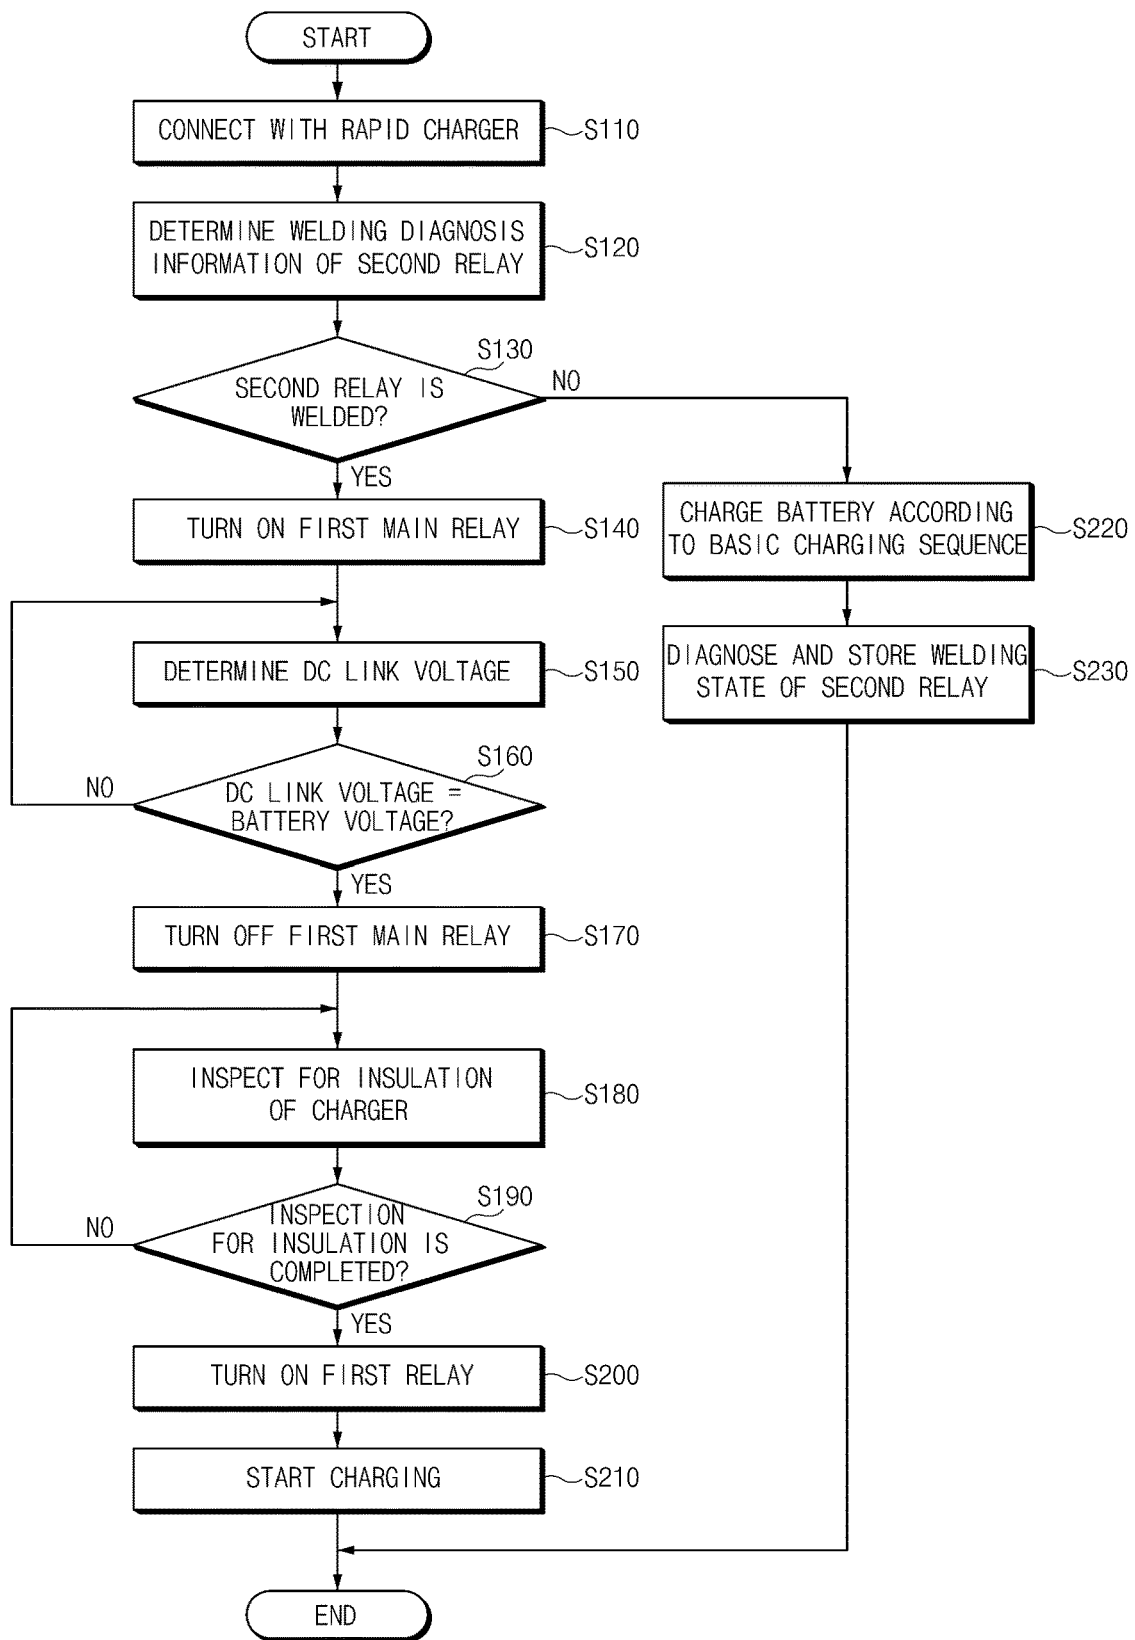 START
CONNECT WITH RAPID CHARGER
S110
DETERMINE WELDING DIAGNOSIS
INFORMATION OF SECOND RELAY
S120
S130
SECOND RELAY IS
WELDED?
NO
YES
TURN ON FIRST MAIN RELAY
S140
CHARGE BATTERY ACCORDING
TO BASIC CHARGING SEQUENCE
S220
DETERMINE DC LINK VOLTAGE
S150
DIAGNOSE AND STORE WELDING
STATE OF SECOND RELAY
S230
S160
NO
DC LINK VOLTAGE =
BATTERY VOLTAGE?
YES
TURN OFF FIRST MAIN RELAY
S170
INSPECT FOR INSULATION
OF CHARGER
S180
S190
NO
INSPECTION
FOR INSULATION IS
COMPLETED?
YES
TURN ON FIRST RELAY
S200
START CHARGING
S210
END